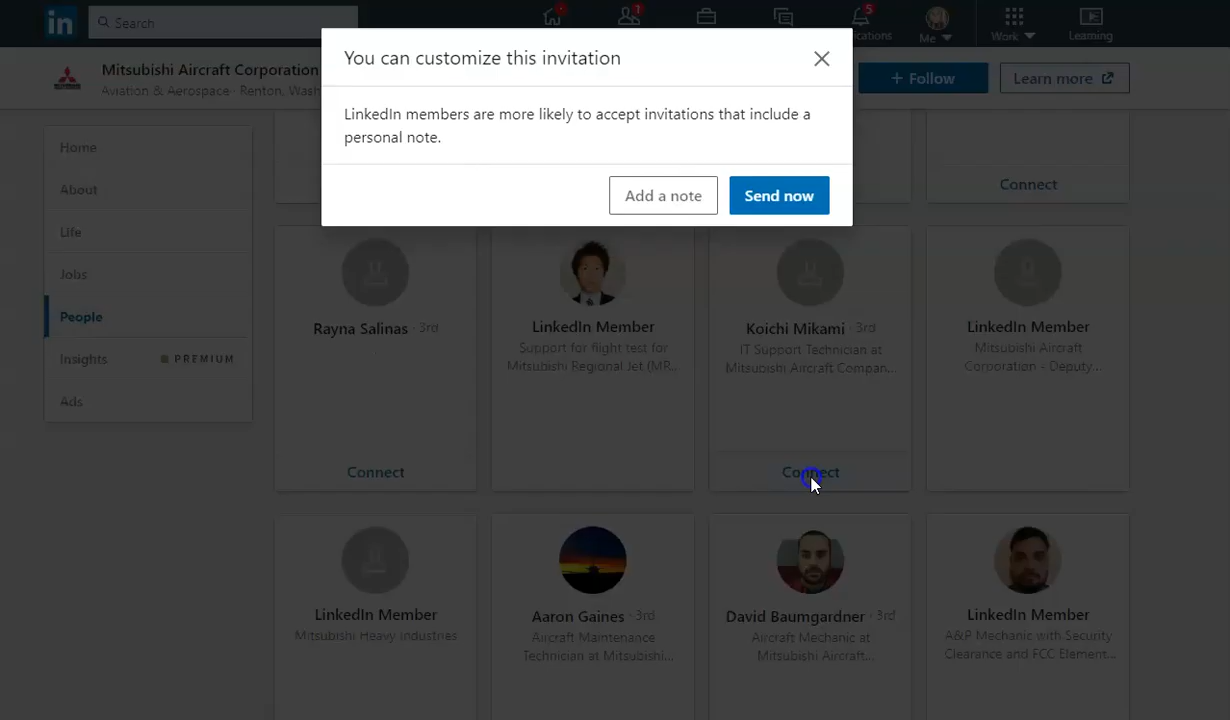 in
Search
7
5
ications
Me
Work
Learning
Mitsubishi Aircraft Corporation
Aviation & Aerospace · Renton, Wash
+ Follow
Learn more
You can customize this invitation
LinkedIn members are more likely to accept invitations that include a
personal note.
Add a note
Send now
Home
About
Life
Jobs
People
Insights
PREMIUM
Ads
Connect
Rayna Salinas · 3rd
Connect
LinkedIn Member
Support for flight test for
Mitsubishi Regional Jet (MR...
Koichi Mikami · 3rd
IT Support Technician at
Mitsubishi Aircraft Compan...
Connect
LinkedIn Member
Mitsubishi Aircraft
Corporation - Deputy...
LinkedIn Member
Mitsubishi Heavy Industries
Aaron Gaines · 3rd
Aircraft Maintenance
Technician at Mitsubishi...
David Baumgardner · 3rd
Aircraft Mechanic at
Mitsubishi Aircraft...
LinkedIn Member
A&P Mechanic with Security
Clearance and FCC Element...